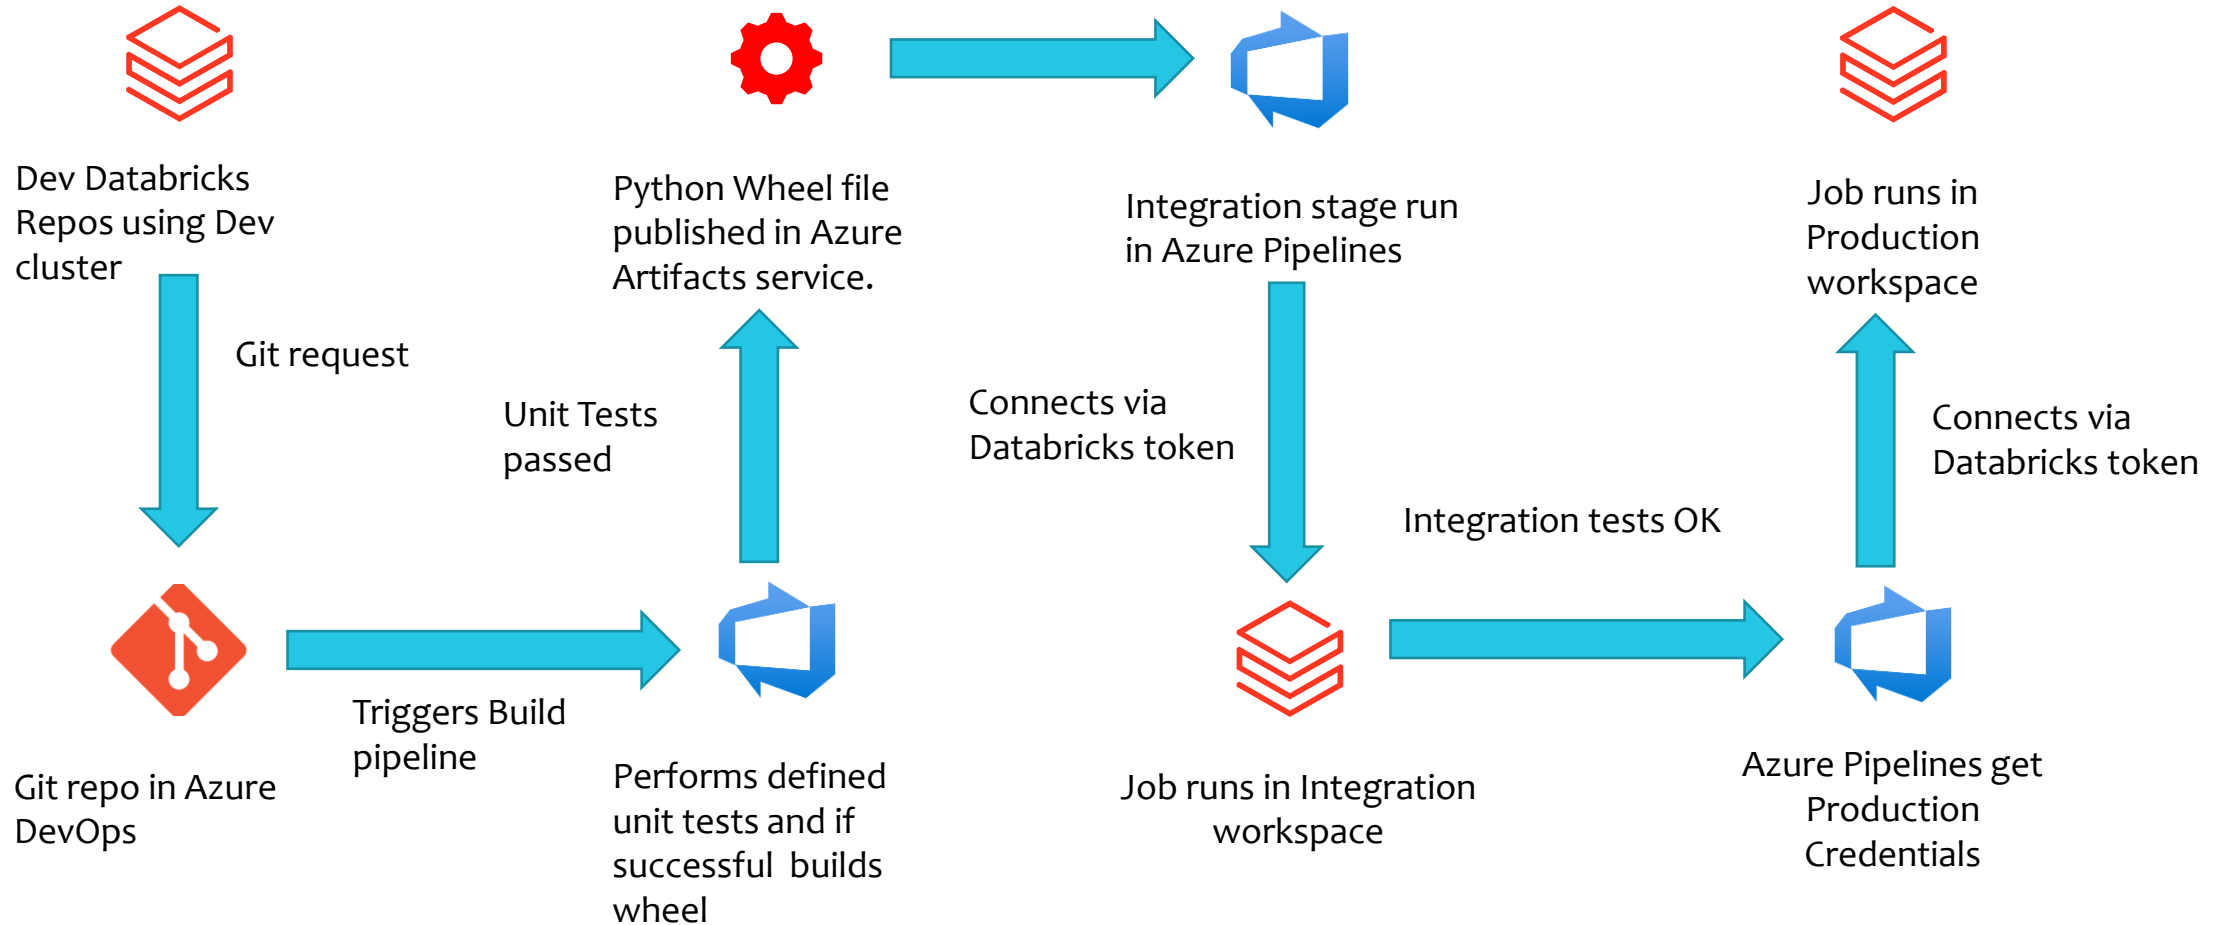 Dev Databricks
Repos using Dev
cluster
Git request
Git repo in Azure
DevOps
Triggers Build
pipeline
Performs defined
unit tests and if
successful  builds
wheel
Unit Tests
passed
Python Wheel file
published in Azure
Artifacts service.
Integration stage run
in Azure Pipelines
Connects via
Databricks token
Job runs in Integration
workspace
Integration tests OK
Azure Pipelines get
Production
Credentials
Connects via
Databricks token
Job runs in
Production
workspace